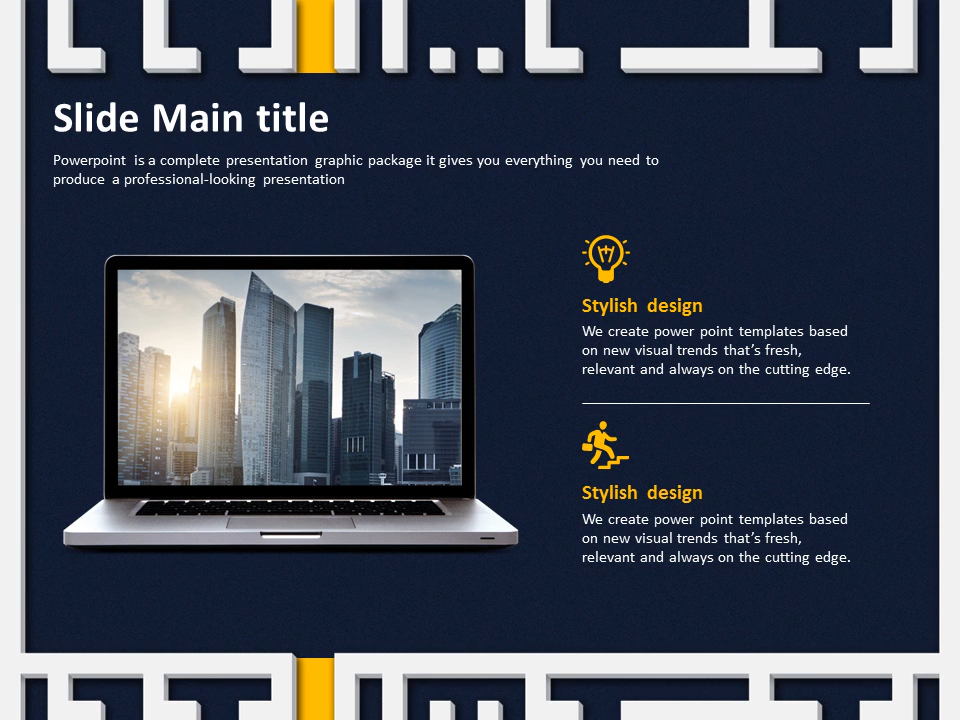 Slide Main title
Powerpoint is a complete presentation graphic package it gives you everything you need to
produce a professional-looking presentation
Stylish design
We create power point templates based
on new visual trends that’s fresh,
relevant and always on the cutting edge.
Stylish design
We create power point templates based
on new visual trends that’s fresh,
relevant and always on the cutting edge.